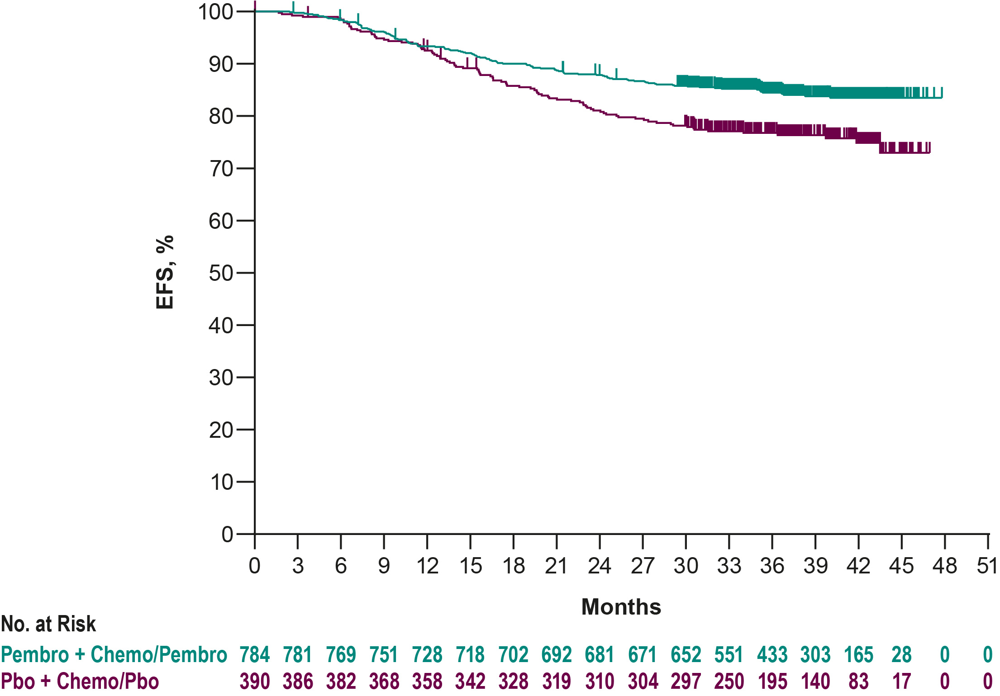 100
90
80
70
60
50
40
30
20
10
0
EFS, %
0 3 6 9 12 15 18 21 24 27 30 33 36 39 42 45 48 51
Months
No. at Risk
Pembro + Chemo/Pembro 784 781 769 751 728 718 702 692 681 671 652 551 433 303 165 28 0 0
Pbo + Chemo/Pbo 390 386 382 368 358 342 328 319 310 304 297 250 195 140 83 17 0 0